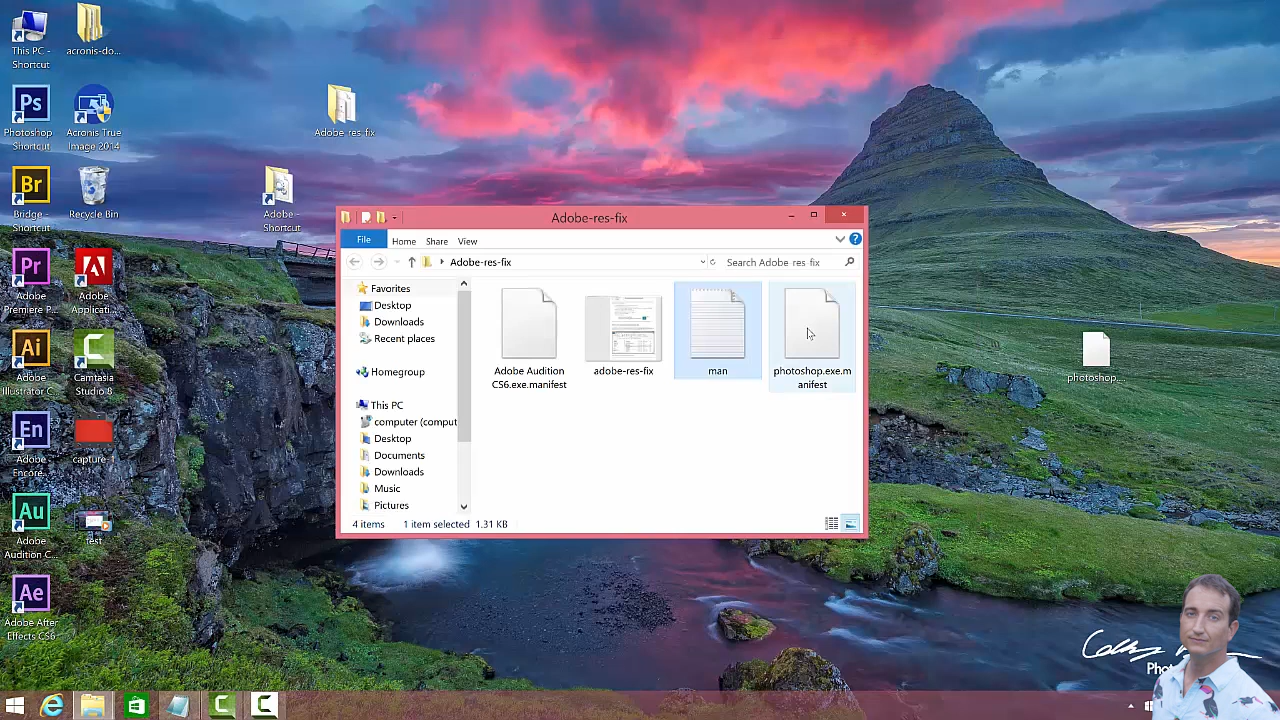 This PC -
Shortcut
acronis-do...
Ps
Photoshop
Shortcut
Acronis True
Image 2014
Adobe-res-fix
Br
Bridge -
Shortcut
Recycle Bin
Adobe -
Shortcut
Pr
Adobe
Premiere P...
Adobe
Applicati...
Ai
Adobe
Illustrator C...
Camtasia
Studio 8
En
Adobe
Encore...
capture-1
Au
Adobe
Audition C...
test
Ae
Adobe After
Effects CS6
Adobe-res-fix
File
Home
Share
View
Adobe-res-fix
Search Adobe-res-fix
Favorites
Desktop
Downloads
Recent places
Homegroup
This PC
computer (comput
Desktop
Documents
Downloads
Music
Pictures
Adobe Audition
CS6.exe.manifest
adobe-res-fix
man
photoshop.exe.m
anifest
4 items
1 item selected 1.31 KB
photoshop....